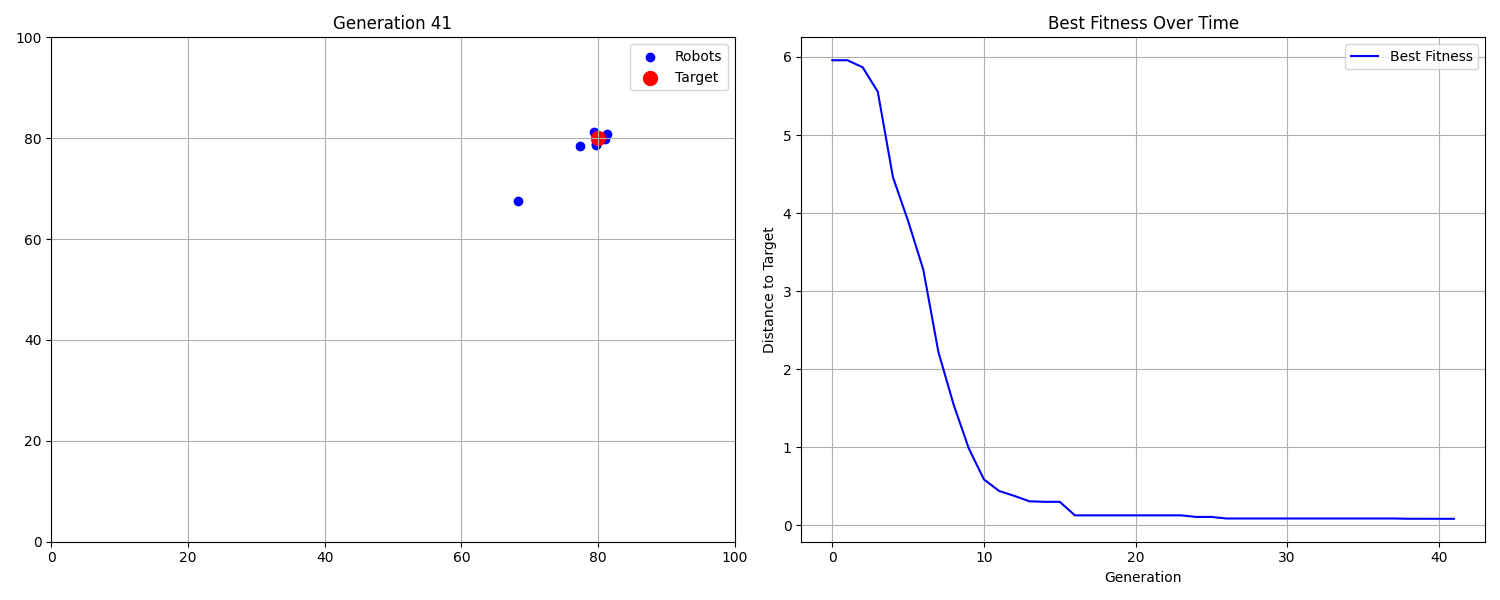 Generation 41
100
80
60
40
20
0
0 20 40 60 80 100
Robots
Target
Best Fitness Over Time
Distance to Target
6
5
4
3
2
1
0
0 10 20 30 40
Generation
Best Fitness